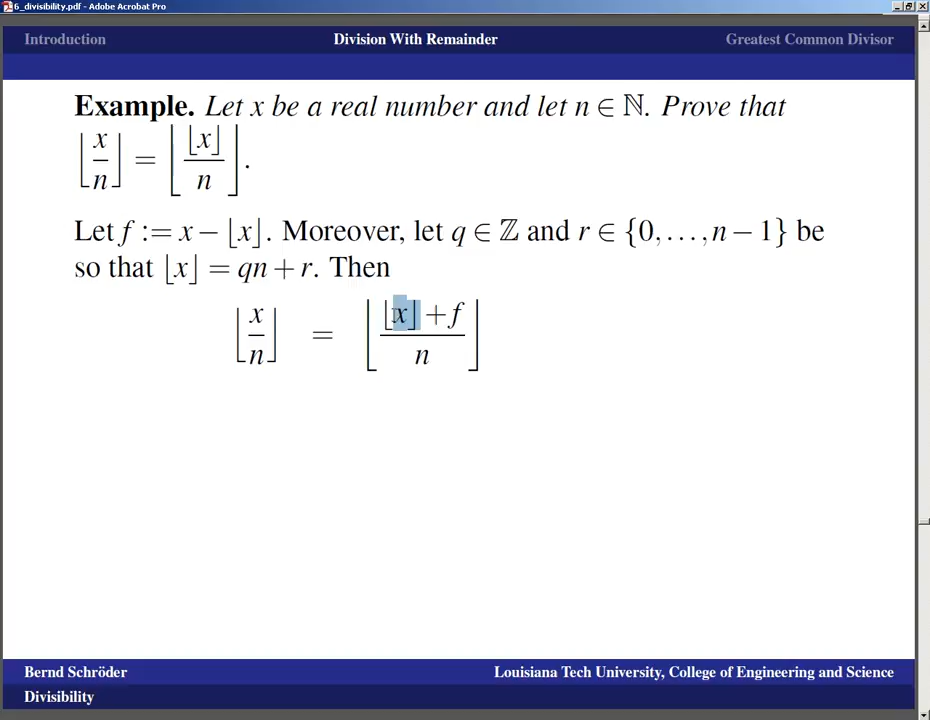 6_divisibility.pdf - Adobe Acrobat Pro
Introduction Division With Remainder Greatest Common Divisor
Example. Let x be a real number and let n ∈ ℕ. Prove that
⌊x/n⌋ = ⌊⌊x⌋/n⌋.
Let f := x − ⌊x⌋. Moreover, let q ∈ ℤ and r ∈ {0, . . . , n − 1} be
so that ⌊x⌋ = qn + r. Then
⌊x/n⌋ = ⌊(⌊x⌋ + f)/n⌋
Bernd Schröder Louisiana Tech University, College of Engineering and Science
Divisibility